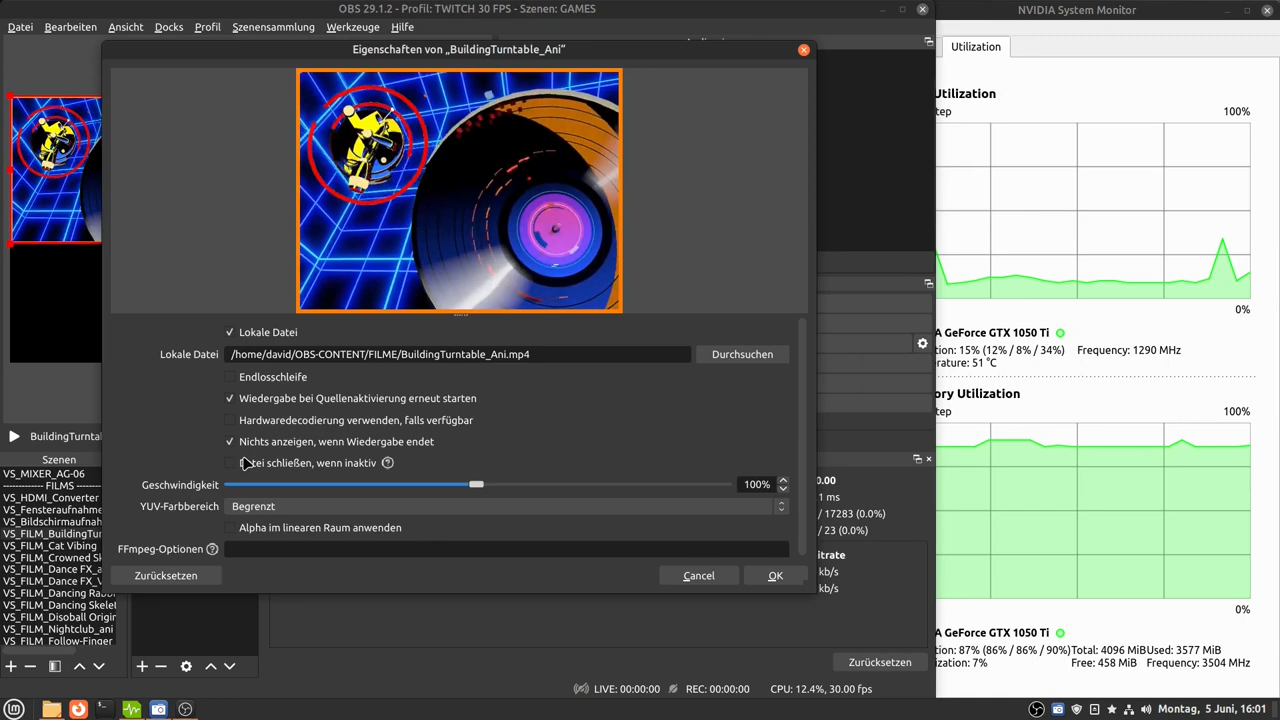 OBS 29.1.2 - Profil: TWITCH 30 FPS - Szenen: GAMES
Datei Bearbeiten Ansicht Docks Profil Szenensammlung Werkzeuge Hilfe
Eigenschaften von „BuildingTurntable_Ani“
Lokale Datei
Lokale Datei /home/david/OBS-CONTENT/FILME/BuildingTurntable_Ani.mp4 Durchsuchen
Endlosschleife
Wiedergabe bei Quellenaktivierung erneut starten
Hardwaredecodierung verwenden, falls verfügbar
Nichts anzeigen, wenn Wiedergabe endet
schließen, wenn inaktiv ?
Geschwindigkeit 100%
YUV-Farbbereich Begrenzt
Alpha im linearen Raum anwenden
FFmpeg-Optionen ?
Zurücksetzen Cancel OK
BuildingTurntal
Szenen
VS_MIXER_AG-06
------------ FILMS ------------
VS_HDMI_Converter
VS_Fensteraufnahm
VS_Bildschirmaufnah
VS_FILM_BuildingTur
VS_FILM_Cat Vibing
VS_FILM_Crowned Sk
VS_FILM_Dance FX_a
VS_FILM_Dance FX_V
VS_FILM_Dancing Rabb
VS_FILM_Dancing Skelet
VS_FILM_Disoball Origin
VS_FILM_Nightclub_ani
VS_FILM_Follow-Finger
0.00
1 ms
/ 17283 (0.0%)
/ 23 (0.0%)
itrate
kb/s
kb/s
Zurücksetzen
LIVE: 00:00:00 REC: 00:00:00 CPU: 12.4%, 30.00 fps
NVIDIA System Monitor
Utilization
Utilization
tep 100%
0%
A GeForce GTX 1050 Ti
tion: 15% (12% / 8% / 34%) Frequency: 1290 MHz
erature: 51 °C
ory Utilization
tep 100%
0%
A GeForce GTX 1050 Ti
tion: 87% (86% / 86% / 90%) Total: 4096 MiB Used: 3577 MiB
ization: 7% Free: 458 MiB Frequency: 3504 MHz
Montag, 5 Juni, 16:01